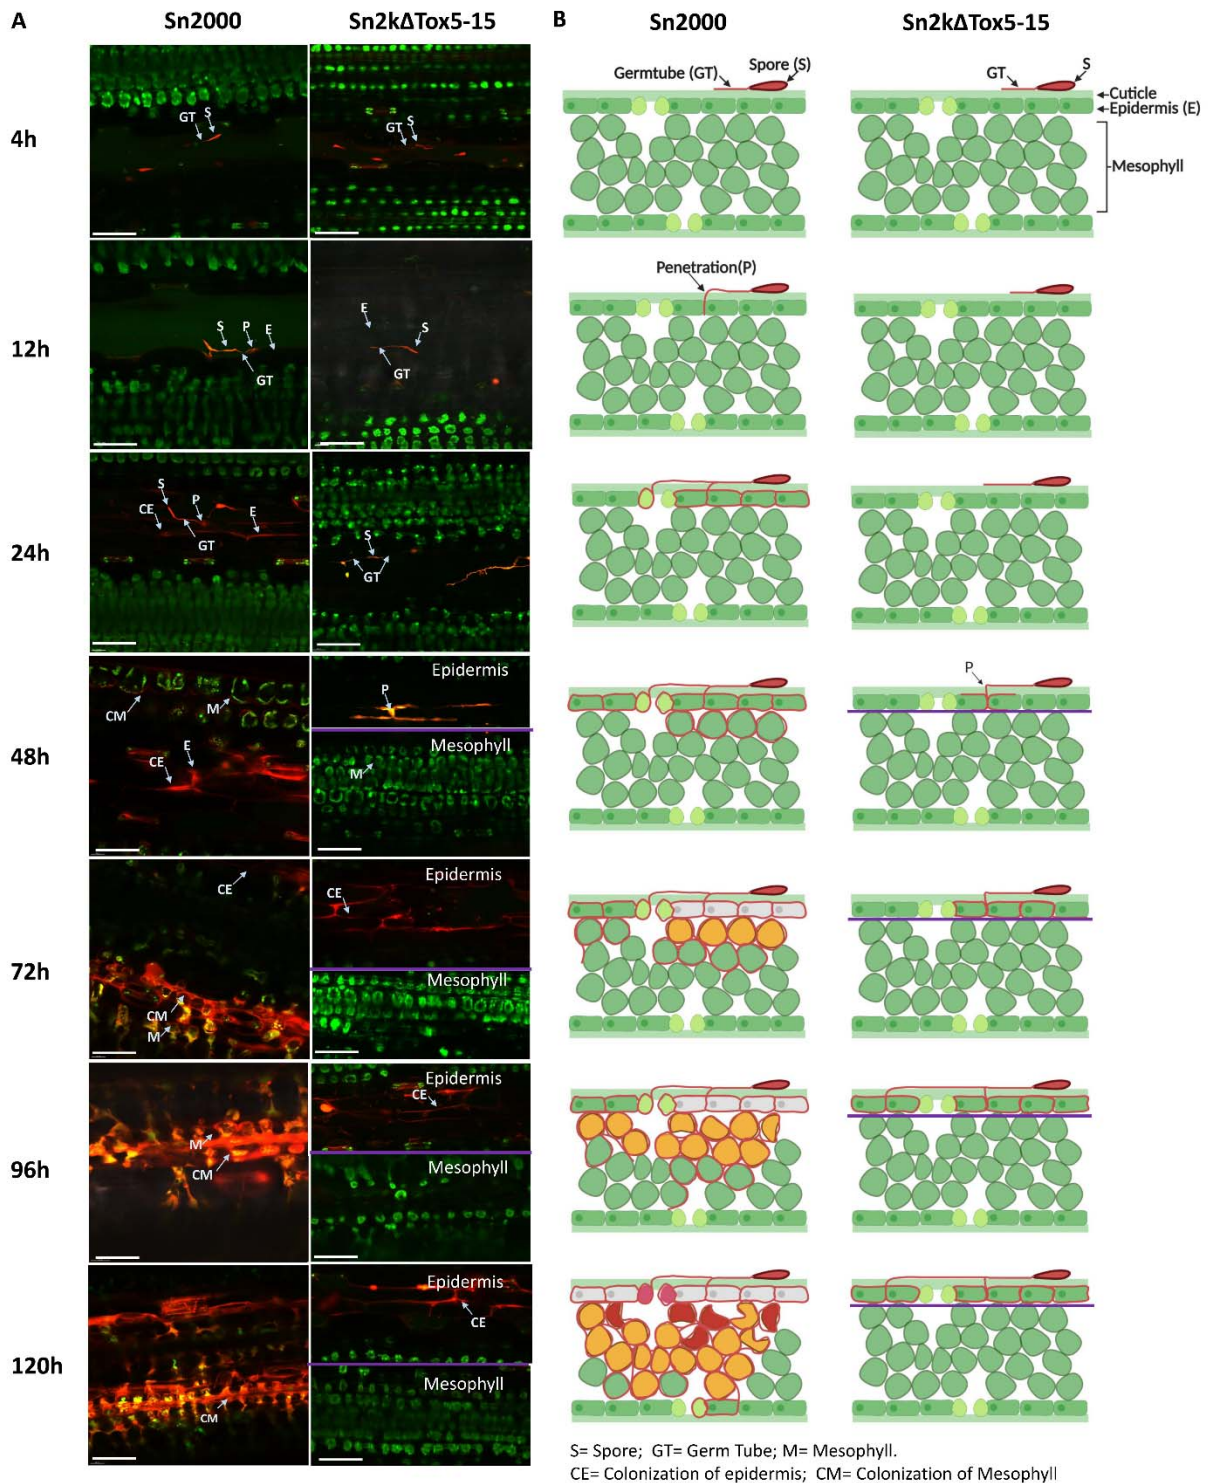 A Sn2000 Sn2kΔTox5-15 B Sn2000 Sn2kΔTox5-15
Germtube (GT) Spore (S) GT S
Cuticle
Epidermis (E)
4h GT S GT S
Mesophyll
Penetration(P)
12h S P E GT E S GT
24h S P CE E GT S GT
48h CM M E CE Epidermis P Mesophyll M P
72h CE CM M Epidermis CE Mesophyll
96h M CM Epidermis CE Mesophyll
120h CM Epidermis CE Mesophyll
S= Spore; GT= Germ Tube; M= Mesophyll.
CE= Colonization of epidermis; CM= Colonization of Mesophyll